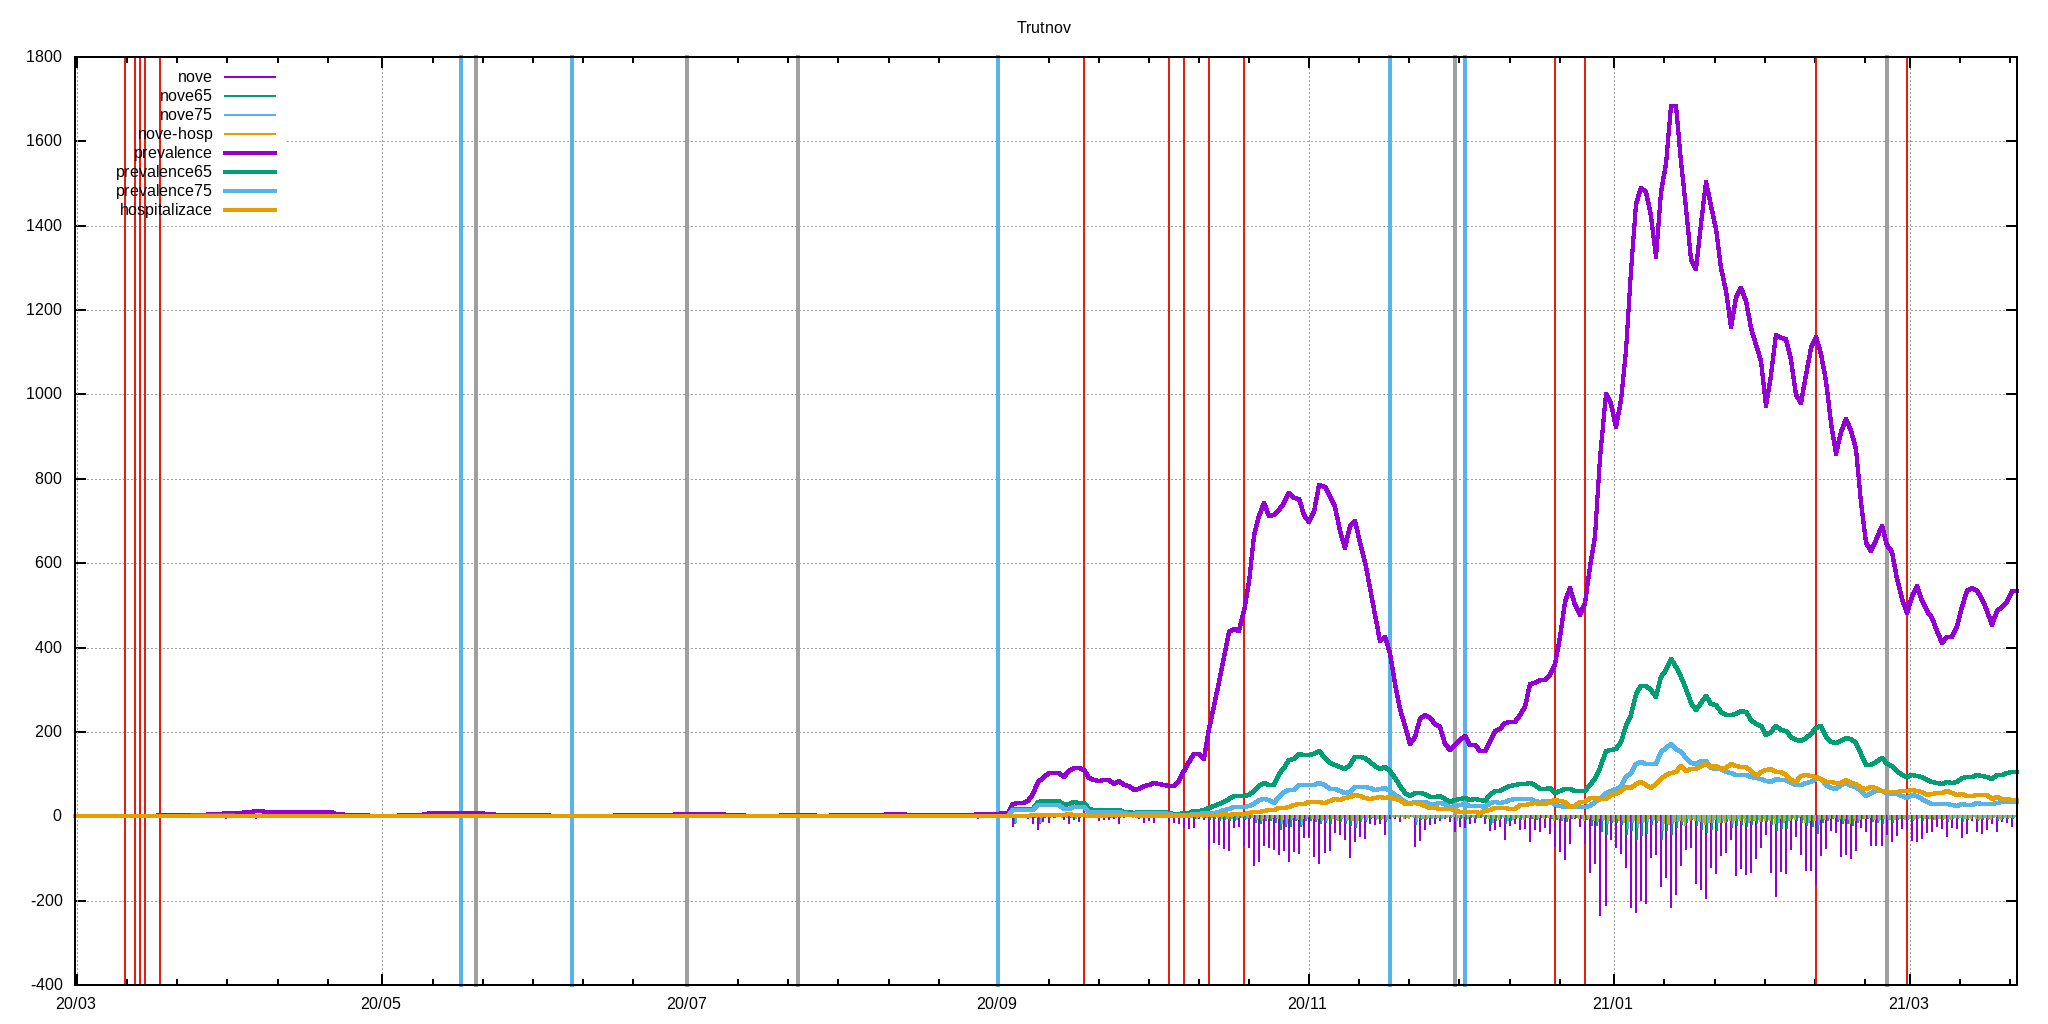 Trutnov
1800
1600
1400
1200
1000
800
600
400
200
0
-200
-400
nove
nove65
nove75
nove-hosp
prevalence
prevalence65
prevalence75
hospitalizace
20/03 20/05 20/07 20/09 20/11 21/01 21/03